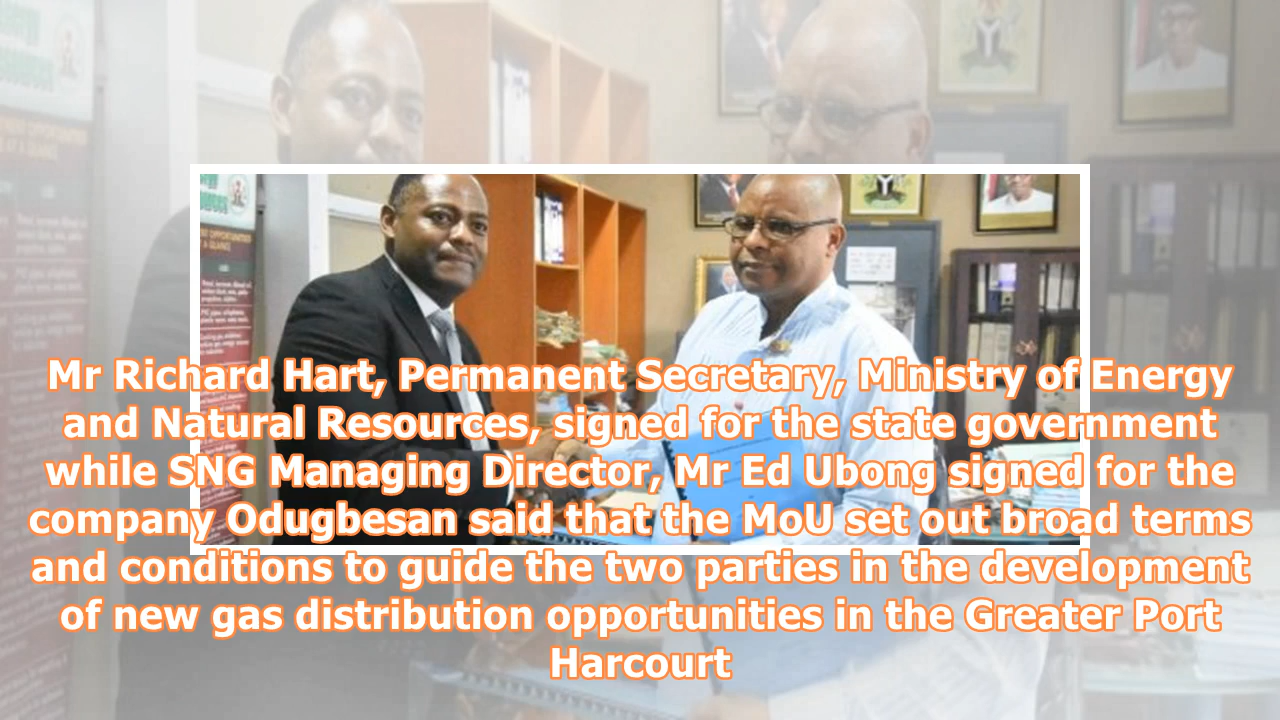 Mr Richard Hart, Permanent Secretary, Ministry of Energy
and Natural Resources, signed for the state government
while SNG Managing Director, Mr Ed Ubong signed for the
company Odugbesan said that the MoU set out broad terms
and conditions to guide the two parties in the development
of new gas distribution opportunities in the Greater Port
Harcourt